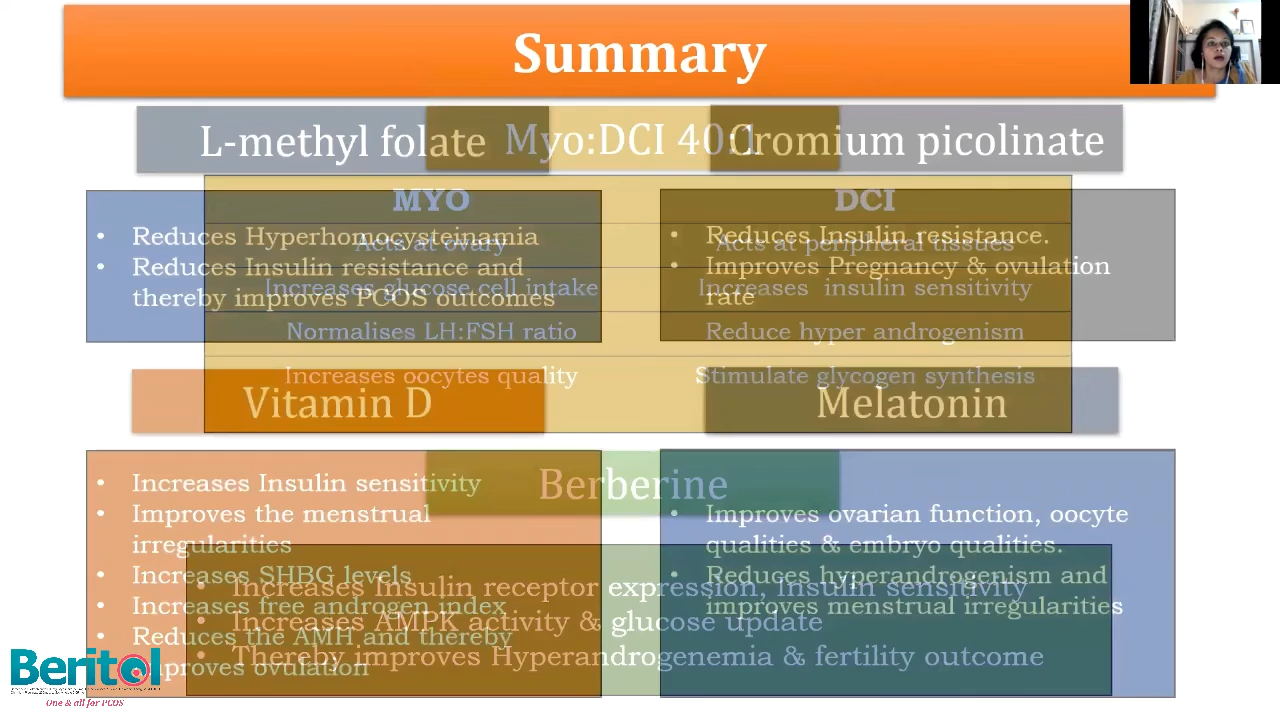 Summary
L-methyl folate
Myo:DCI 40:1
Cromium picolinate
MYO
DCI
Acts at ovary
Acts at peripheral tissues
Increases glucose cell intake
Increases insulin sensitivity
Normalises LH:FSH ratio
Reduce hyper androgenism
Increases oocytes quality
Stimulate glycogen synthesis
• Reduces Hyperhomocysteinamia
• Reduces Insulin resistance and
thereby improves PCOS outcomes
• Reduces Insulin resistance.
• Improves Pregnancy & ovulation
rate
Vitamin D
Melatonin
• Increases Insulin sensitivity
• Improves the menstrual
irregularities
• Increases SHBG levels
• Increases free androgen index
• Reduces the AMH and thereby
improves ovulation
• Improves ovarian function, oocyte
qualities & embryo qualities.
• Reduces hyperandrogenism and
improves menstrual irregularities
Berberine
• Increases Insulin receptor expression, Insulin sensitivity
• Increases AMPK activity & glucose update
• Thereby improves Hyperandrogenemia & fertility outcome
Beritol
One & all for PCOS